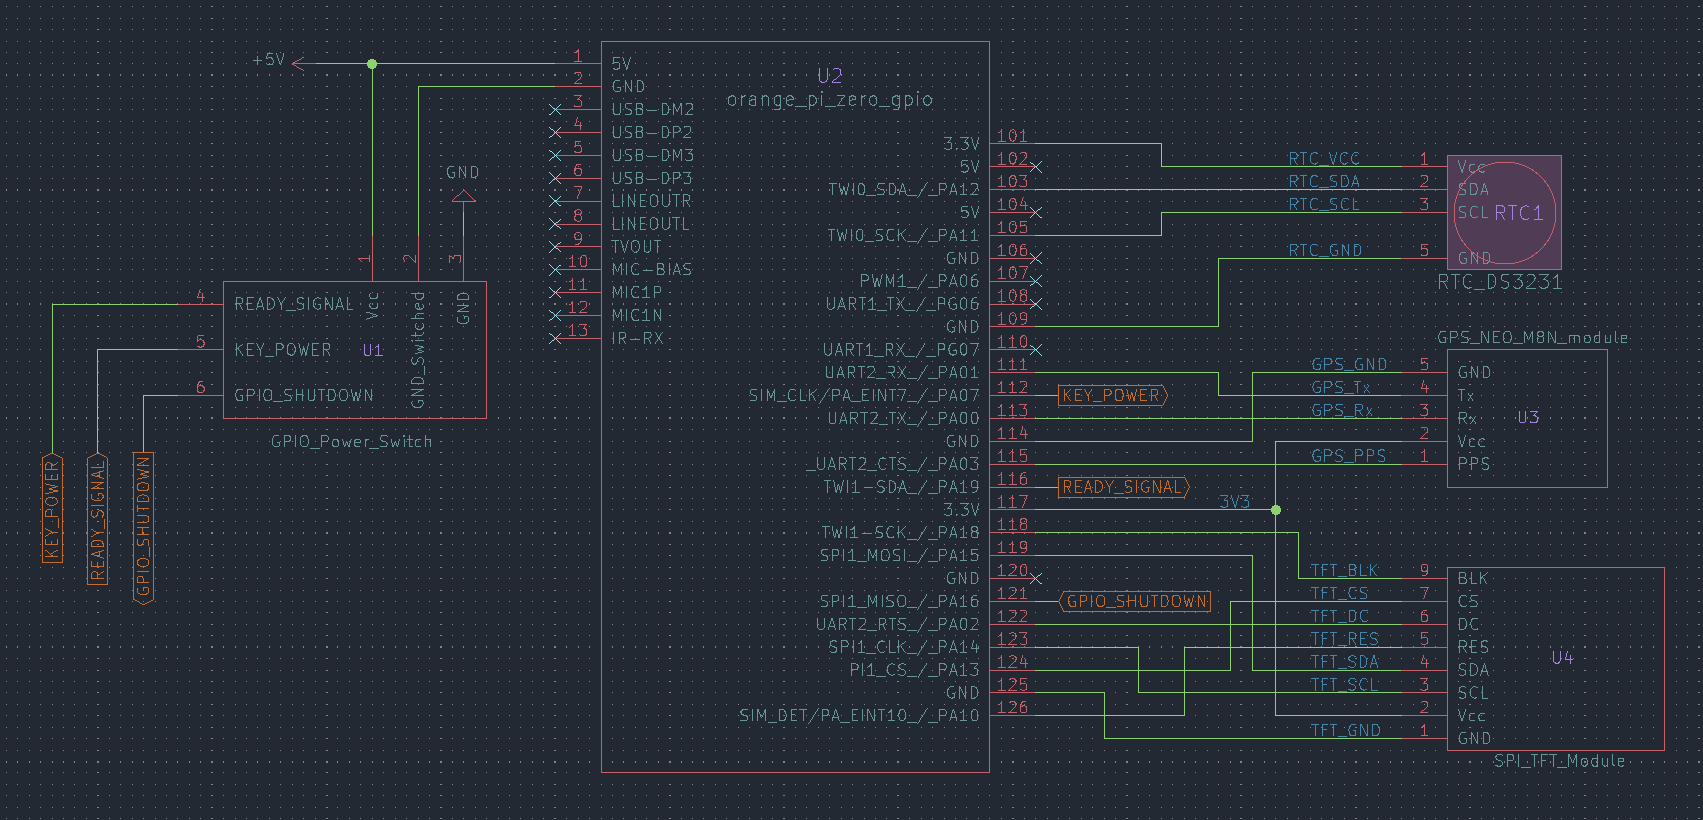 +5V
GND
1
2
3
4 READY_SIGNAL
5 KEY_POWER
6 GPIO_SHUTDOWN
Vcc
GND_Switched
GND
U1
GPIO_Power_Switch
KEY_POWER
READY_SIGNAL
GPIO_SHUTDOWN
U2
orange_pi_zero_gpio
1 5V
2 GND
3 USB-DM2
4 USB-DP2
5 USB-DM3
6 USB-DP3
7 LINEOUTR
8 LINEOUTL
9 TVOUT
10 MIC-BIAS
11 MIC1P
12 MIC1N
13 IR-RX
3.3V 101
5V 102
TWI0_SDA_/_PA12 103
5V 104
TWI0_SCK_/_PA11 105
GND 106
PWM1_/_PA06 107
UART1_TX_/_PG06 108
GND 109
UART1_RX_/_PG07 110
UART2_RX_/_PA01 111
SIM_CLK/PA_EINT7_/_PA07 112 KEY_POWER
UART2_TX_/_PA00 113
GND 114
_UART2_CTS_/_PA03 115
TWI1-SDA_/_PA19 116 READY_SIGNAL
3.3V 117 3V3
TWI1-SCK_/_PA18 118
SPI1_MOSI_/_PA15 119
GND 120
SPI1_MISO_/_PA16 121 GPIO_SHUTDOWN
UART2_RTS_/_PA02 122
SPI1_CLK_/_PA14 123
PI1_CS_/_PA13 124
GND 125
SIM_DET/PA_EINT10_/_PA10 126
RTC_VCC 1 Vcc
RTC_SDA 2 SDA
RTC_SCL 3 SCL
RTC1
RTC_GND 5 GND
RTC_DS3231
GPS_NEO_M8N_module
GPS_GND 5 GND
GPS_Tx 4 Tx
GPS_Rx 3 Rx
U3
2 Vcc
GPS_PPS 1 PPS
TFT_BLK 9 BLK
TFT_CS 7 CS
TFT_DC 6 DC
TFT_RES 5 RES
U4
TFT_SDA 4 SDA
TFT_SCL 3 SCL
2 Vcc
TFT_GND 1 GND
SPI_TFT_Module